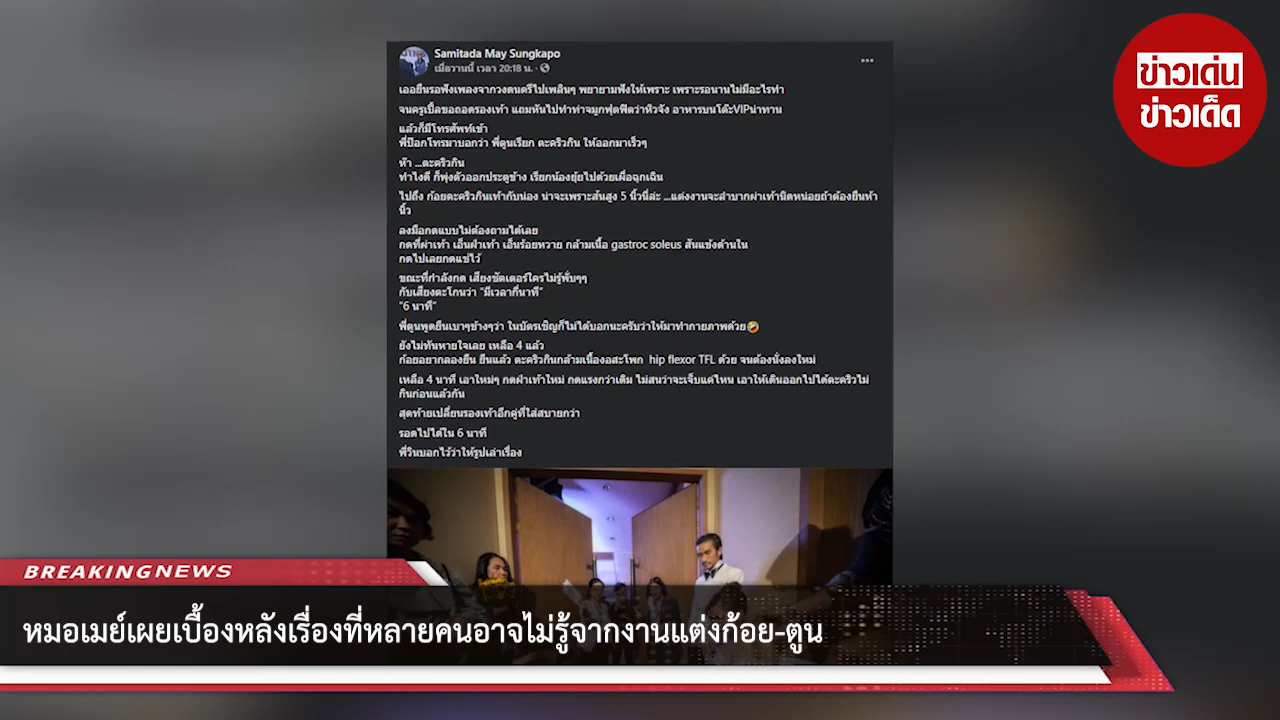 Samitada May Sungkapo
เมื่อวานนี้ เวลา 20:18 น. ·
เออยืนรอฟังเพลงจากวงดนตรีไปเพลินๆ พยายามฟังให้เพราะ เพราะรอนานไม่มีอะไรทำ
จนครูเปิ้ลขอถอดรองเท้า แถมหันไปทำท่าจมูกฟุดฟิตว่าหิวจัง อาหารบนโต๊ะVIPน่าทาน
แล้วก็มีโทรศัพท์เข้า
พี่ป๊อกโทรมาบอกว่า พี่ตูนเรียก ตะคริวกิน ให้ออกมาเร็วๆ
ห๊า ...ตะคริวกิน
ทำไงดี ก็พุ่งตัวออกประตูข้าง เรียกน้องยุ้ยไปด้วยเผื่อฉุกเฉิน
ไปถึง ก้อยตะคริวกินเท้ากับน่อง น่าจะเพราะส้นสูง 5 นิ้วนี่ล่ะ ...แต่งงานจะลำบากฝ่าเท้านิดหน่อยถ้าต้องยืนห้า
นิ้ว
ลงมือกดแบบไม่ต้องถามได้เลย
กดที่ฝ่าเท้า เอ็นฝ่าเท้า เอ็นร้อยหวาย กล้ามเนื้อ gastroc soleus สันแข้งด้านใน
กดไปเลยกดแช่ไว้
ขณะที่กำลังกด เสียงชัตเตอร์ใครไม่รู้พั่บๆๆ
กับเสียงตะโกนว่า "มีเวลากี่นาที"
"6 นาที"
พี่ตูนพูดยืนเบาๆข้างๆว่า ในบัตรเชิญก็ไม่ได้บอกนะครับว่าให้มาทำกายภาพด้วย🤣
ยังไม่ทันหายใจเลย เหลือ 4 แล้ว
ก้อยอยากลองยืน ยืนแล้ว ตะคริวกินกล้ามเนื้องอสะโพก hip flexor TFL ด้วย จนต้องนั่งลงใหม่
เหลือ 4 นาที เอาใหม่ๆ กดฝ่าเท้าใหม่ กดแรงกว่าเดิม ไม่สนว่าจะเจ็บแค่ไหน เอาให้เดินออกไปได้ตะคริวไม่
กินก่อนแล้วกัน
สุดท้ายเปลี่ยนรองเท้าอีกคู่ที่ใส่สบายกว่า
รอดไปได้ใน 6 นาที
พี่วินบอกไว้ว่าให้รูปเล่าเรื่อง
ข่าวเด่น
ข่าวเด็ด
BREAKING NEWS
หมอเมย์เผยเบื้องหลังเรื่องที่หลายคนอาจไม่รู้จากงานแต่งก้อย-ตูน